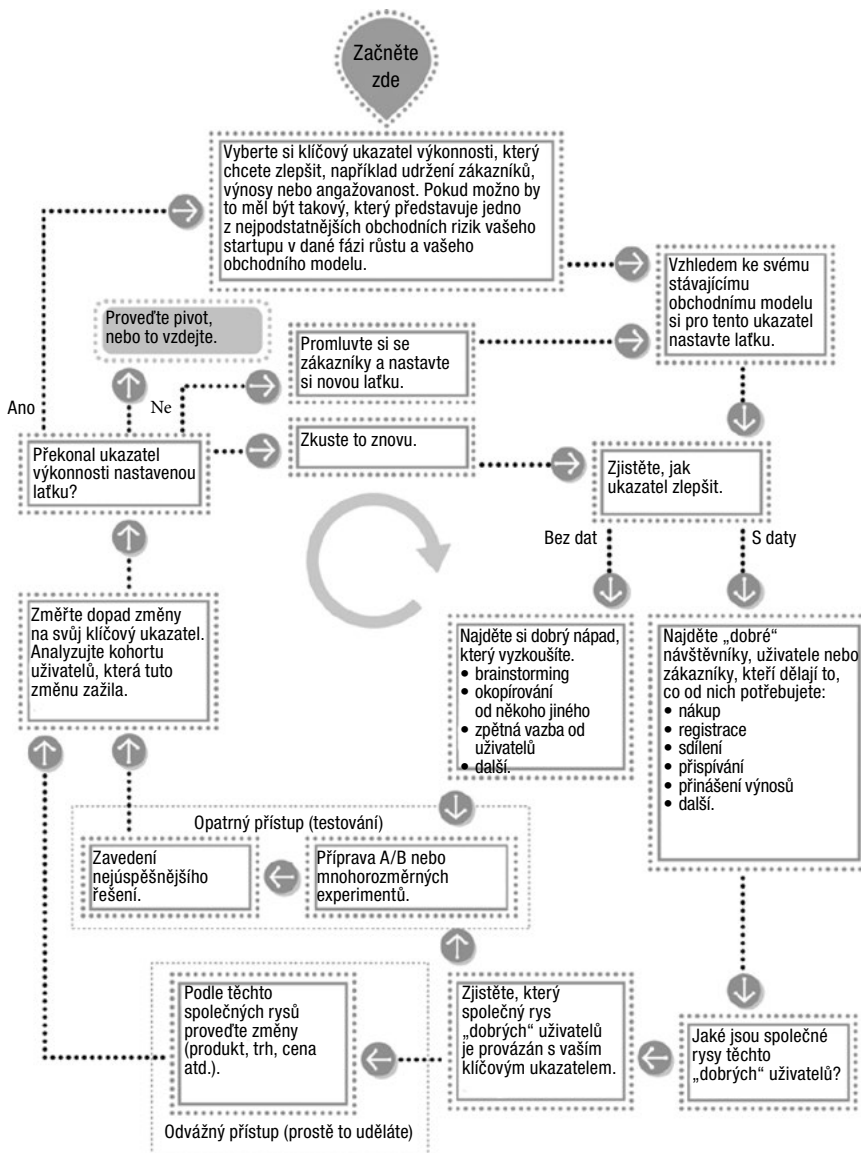 Začněte
zde
Vyberte si klíčový ukazatel výkonnosti, který
chcete zlepšit, například udržení zákazníků,
výnosy nebo angažovanost. Pokud možno by
to měl být takový, který představuje jedno
z nejpodstatnějších obchodních rizik vašeho
startupu v dané fázi růstu a vašeho
obchodního modelu.
Vzhledem ke svému
stávajícímu
obchodnímu modelu
si pro tento ukazatel
nastavte laťku.
Proveďte pivot,
nebo to vzdejte.
Promluvte si se
zákazníky a nastavte
si novou laťku.
Ano
Ne
Zkuste to znovu.
Překonal ukazatel
výkonnosti nastavenou
laťku?
Zjistěte, jak
ukazatel zlepšit.
Bez dat
S daty
Změřte dopad změny
na svůj klíčový ukazatel.
Analyzujte kohortu
uživatelů, která tuto
změnu zažila.
Najděte si dobrý nápad,
který vyzkoušíte.
• brainstorming
• okopírování
od někoho jiného
• zpětná vazba od
uživatelů
• další.
Najděte „dobré“
návštěvníky, uživatele nebo
zákazníky, kteří dělají to,
co od nich potřebujete:
• nákup
• registrace
• sdílení
• přispívání
• přinášení výnosů
• další.
Opatrný přístup (testování)
Zavedení
nejúspěšnějšího
řešení.
Příprava A/B nebo
mnohorozměrných
experimentů.
Podle těchto
společných rysů
proveďte změny
(produkt, trh, cena
atd.).
Zjistěte, který
společný rys
„dobrých“ uživatelů
je provázán s vaším
klíčovým ukazatelem.
Jaké jsou společné
rysy těchto
„dobrých“ uživatelů?
Odvážný přístup (prostě to uděláte)